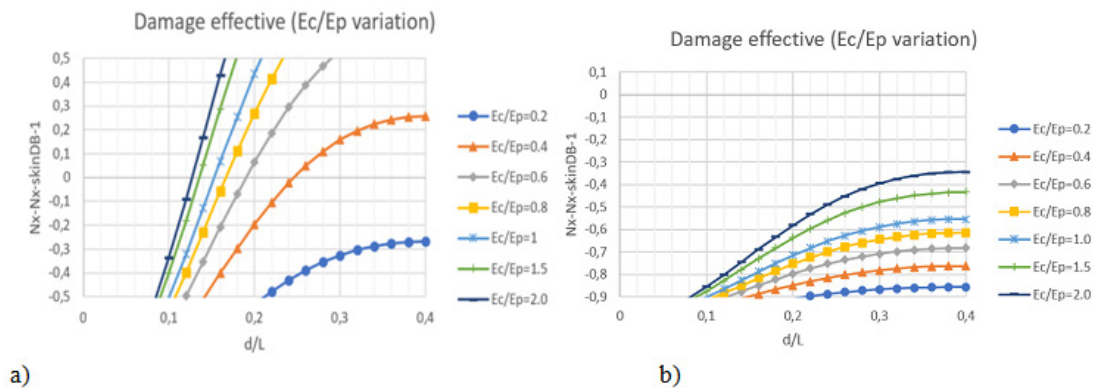 Damage effective (Ec/Ep variation)
0,5
0,4
0,3
0,2
0,1
0
-0,1
-0,2
-0,3
-0,4
-0,5
Nx-Nx-skinDB-1
0 0,1 0,2 0,3 0,4
d/L
Ec/Ep=0.2
Ec/Ep=0.4
Ec/Ep=0.6
Ec/Ep=0.8
Ec/Ep=1
Ec/Ep=1.5
Ec/Ep=2.0
a)
Damage effective (Ec/Ep variation)
0,1
0
-0,1
-0,2
-0,3
-0,4
-0,5
-0,6
-0,7
-0,8
-0,9
Nx-Nx-skinDB-1
0 0,1 0,2 0,3 0,4
d/L
Ec/Ep=0.2
Ec/Ep=0.4
Ec/Ep=0.6
Ec/Ep=0.8
Ec/Ep=1.0
Ec/Ep=1.5
Ec/Ep=2.0
b)